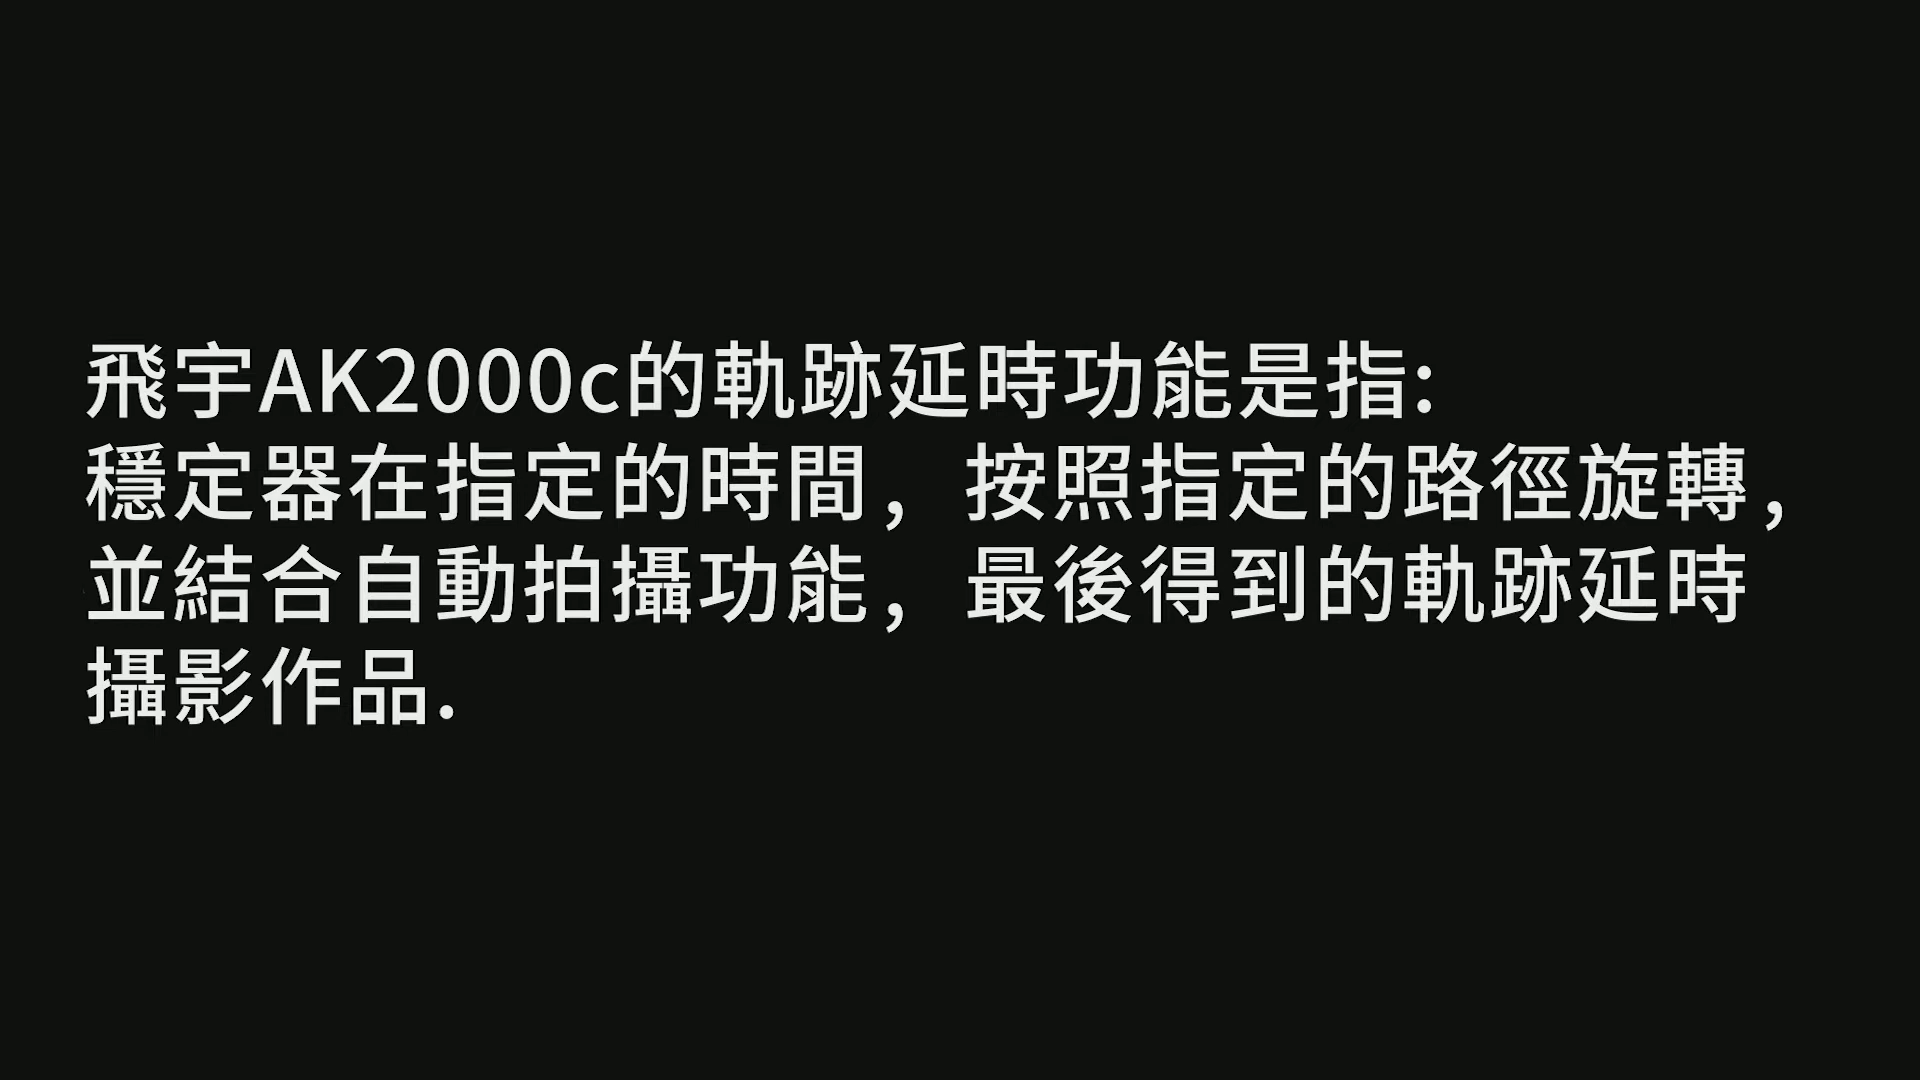 飛宇AK2000c的軌跡延時功能是指:
穩定器在指定的時間，按照指定的路徑旋轉，
並結合自動拍攝功能，最後得到的軌跡延時
攝影作品.